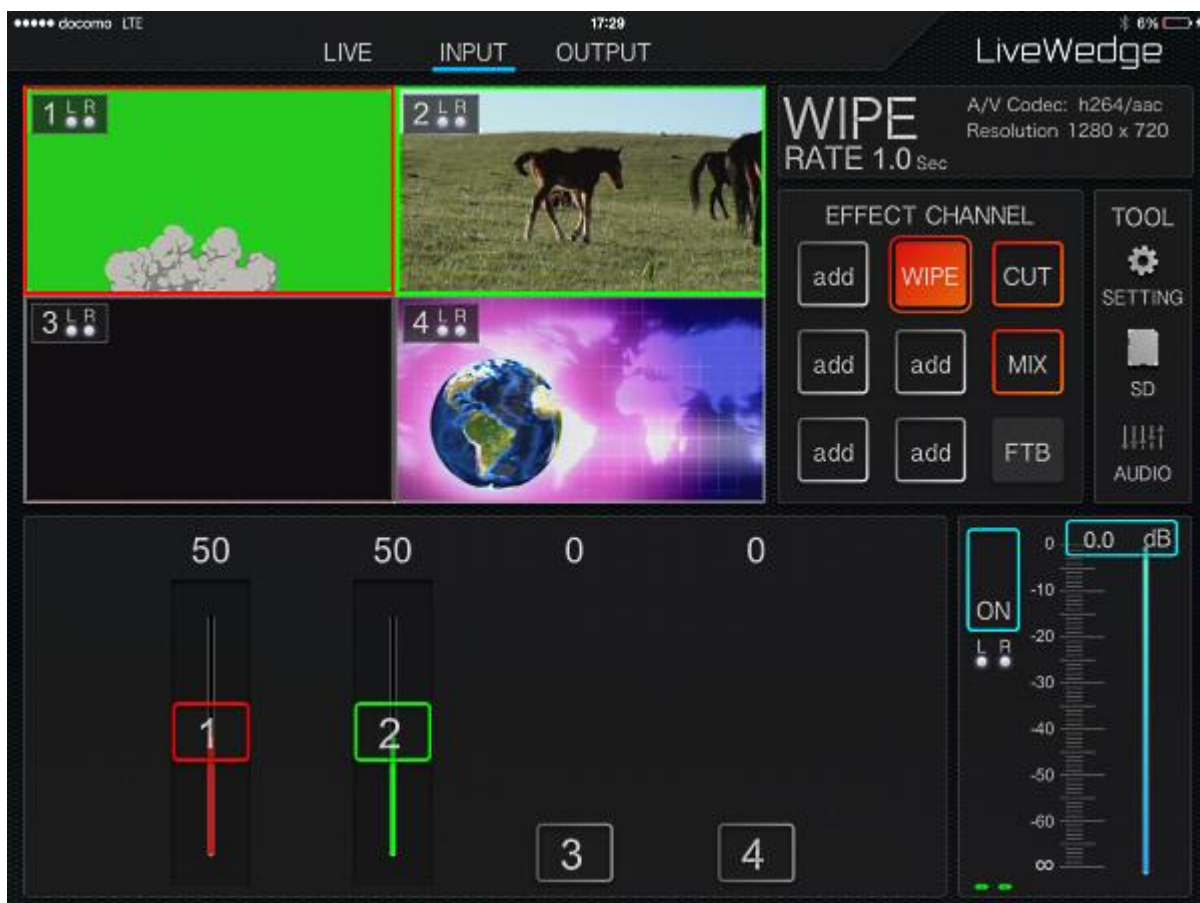 docomo LTE 17:29 6%
LIVE INPUT OUTPUT LiveWedge
1 L R
2 L R
3 L R
4 L R
WIPE
RATE 1.0 Sec
A/V Codec: h264/aac
Resolution 1280 x 720
EFFECT CHANNEL
add WIPE CUT
add add MIX
add add FTB
TOOL
SETTING
SD
AUDIO
50 50 0 0
1 2 3 4
ON
L R
0.0 dB
0
-10
-20
-30
-40
-50
-60
∞